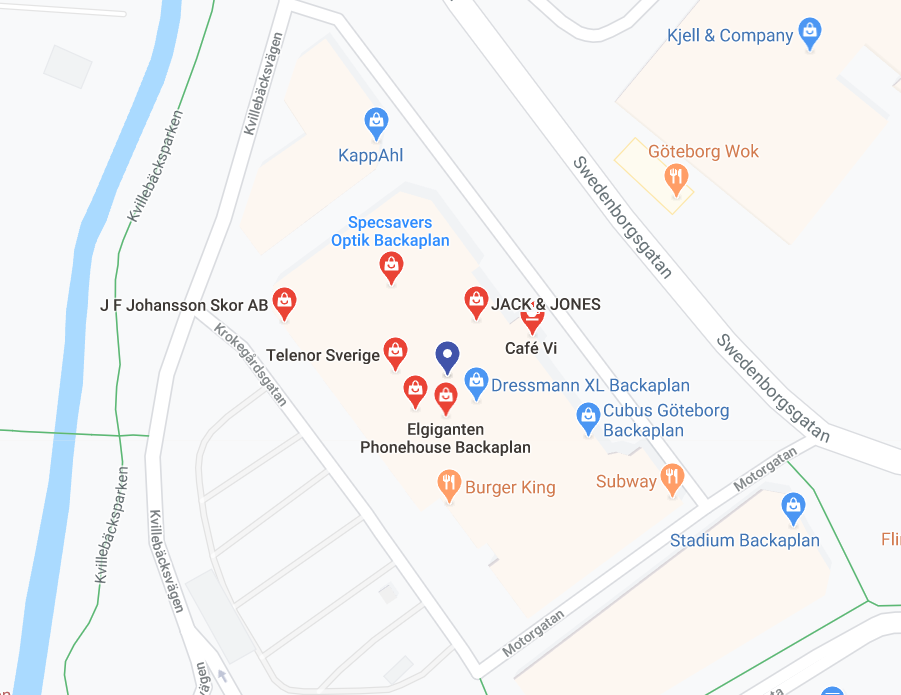 Kjell & Company
Kvillebäcksvägen
Kvillebäcksparken
KappAhl
Göteborg Wok
Swedenborgsgatan
Specsavers
Optik Backaplan
J F Johansson Skor AB
JACK & JONES
Café Vi
Krokegårdsgatan
Telenor Sverige
Swedenborgsgatan
Dressmann XL Backaplan
Cubus Göteborg
Backaplan
Elgiganten
Phonehouse Backaplan
Motorgatan
Burger King
Subway
Kvillebäcksparken
Kvillebäcksvägen
Stadium Backaplan
Motorgatan